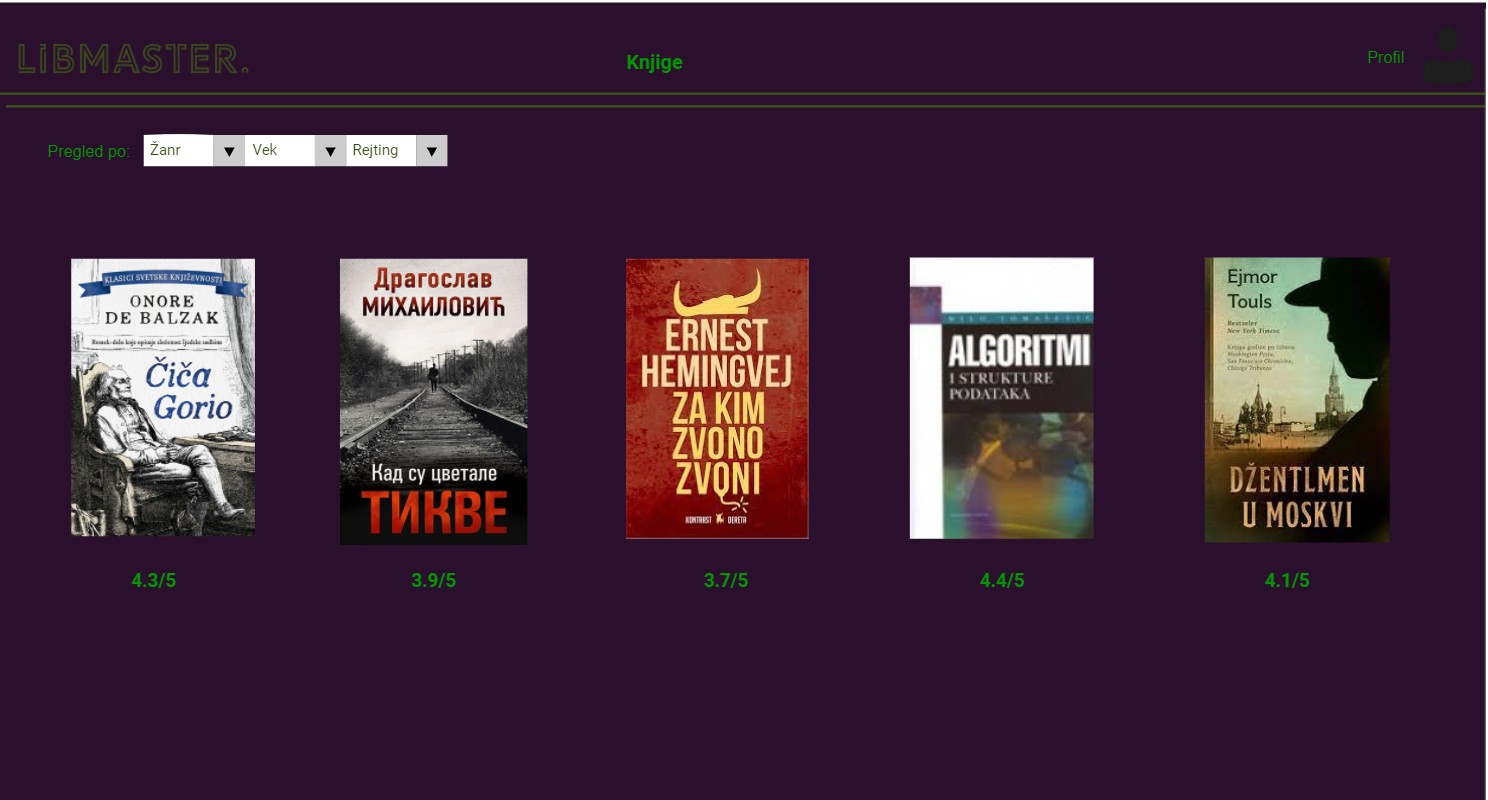 LiBMASTER.
Knjige
Profil
Pregled po:
Žanr
Vek
Rejting
KLASICI SVETSKE KNJIŽEVNOSTI
ONORE
DE BALZAK
Remek-delo koje opisuje složenost ljudske sudbine
Čiča
Gorio
4.3/5
Драгослав
МИХАИЛОВИЋ
Кад су цветале
ТИКВЕ
3.9/5
ERNEST
HEMINGVEJ
ZA KIM
ZVONO
ZVONI
KONTRAST
DERETA
3.7/5
MILO TOMAŠEVIĆ
ALGORITMI
I STRUKTURE
PODATAKA
4.4/5
Ejmor
Touls
Bestseler
New York Timesa
Knjiga godine po izboru
Washington Posta,
San Francisco Chroniclea,
Chicago Tribunea
DŽENTLMEN
U MOSKVI
4.1/5